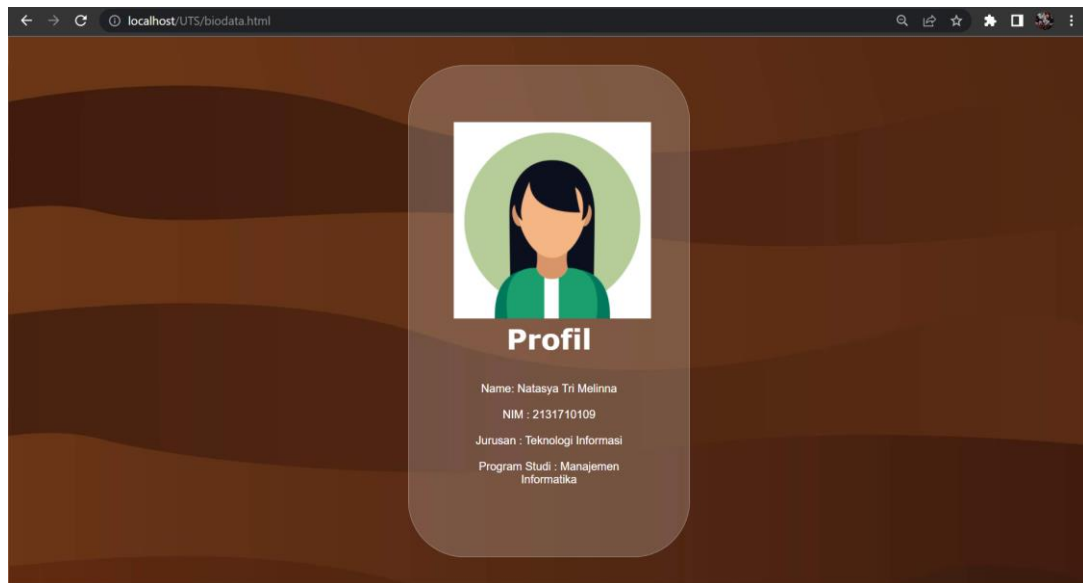 localhost/UTS/biodata.html
Profil
Name: Natasya Tri Melinna
NIM : 2131710109
Jurusan : Teknologi Informasi
Program Studi : Manajemen
Informatika